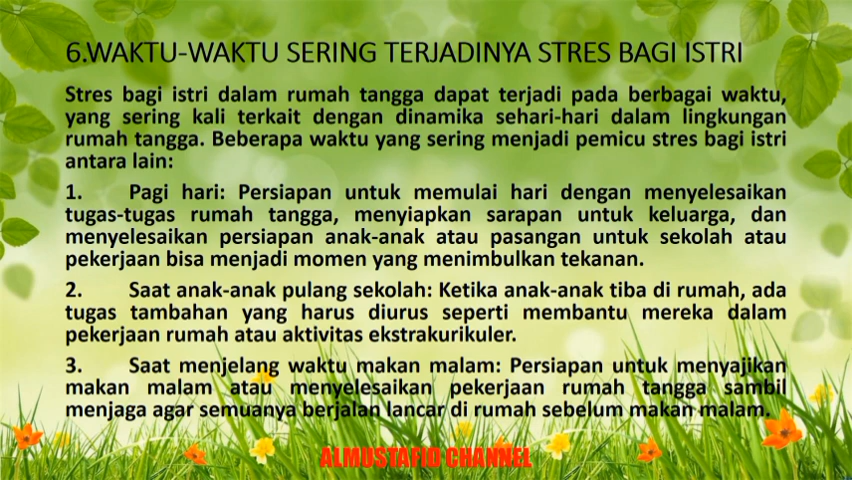 6.WAKTU-WAKTU SERING TERJADINYA STRES BAGI ISTRI
Stres bagi istri dalam rumah tangga dapat terjadi pada berbagai waktu,
yang sering kali terkait dengan dinamika sehari-hari dalam lingkungan
rumah tangga. Beberapa waktu yang sering menjadi pemicu stres bagi istri
antara lain:
1. Pagi hari: Persiapan untuk memulai hari dengan menyelesaikan
tugas-tugas rumah tangga, menyiapkan sarapan untuk keluarga, dan
menyelesaikan persiapan anak-anak atau pasangan untuk sekolah atau
pekerjaan bisa menjadi momen yang menimbulkan tekanan.
2. Saat anak-anak pulang sekolah: Ketika anak-anak tiba di rumah, ada
tugas tambahan yang harus diurus seperti membantu mereka dalam
pekerjaan rumah atau aktivitas ekstrakurikuler.
3. Saat menjelang waktu makan malam: Persiapan untuk menyajikan
makan malam atau menyelesaikan pekerjaan rumah tangga sambil
menjaga agar semuanya berjalan lancar di rumah sebelum makan malam.
ALMUSTAFID CHANNEL